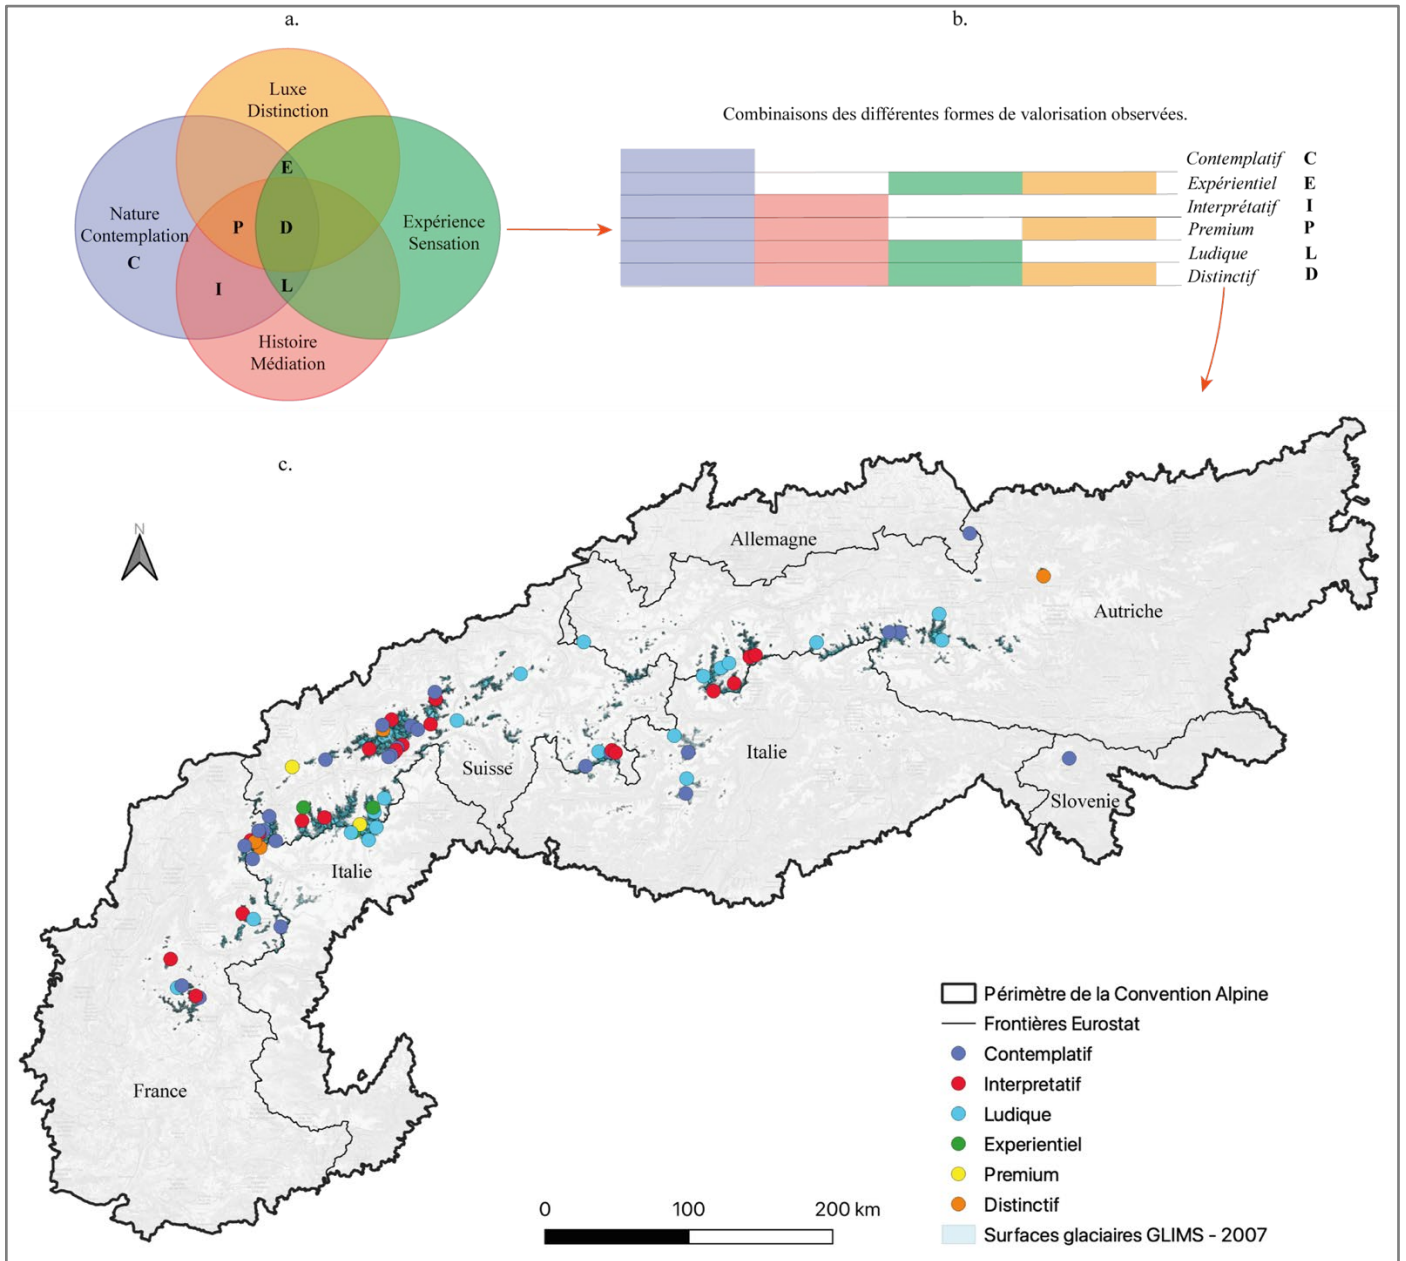 a.
b.
Luxe
Distinction
E
Nature
Contemplation
P
D
Expérience
Sensation
C
I
L
Histoire
Médiation
Combinaisons des différentes formes de valorisation observées.
Contemplatif C
Expérientiel E
Interprétatif I
Premium P
Ludique L
Distinctif D
c.
N
Allemagne
Autriche
Italie
Suisse
Slovenie
Italie
France
Périmètre de la Convention Alpine
Frontières Eurostat
Contemplatif
Interpretatif
Ludique
Experientiel
Premium
Distinctif
Surfaces glaciaires GLIMS - 2007
0 100 200 km